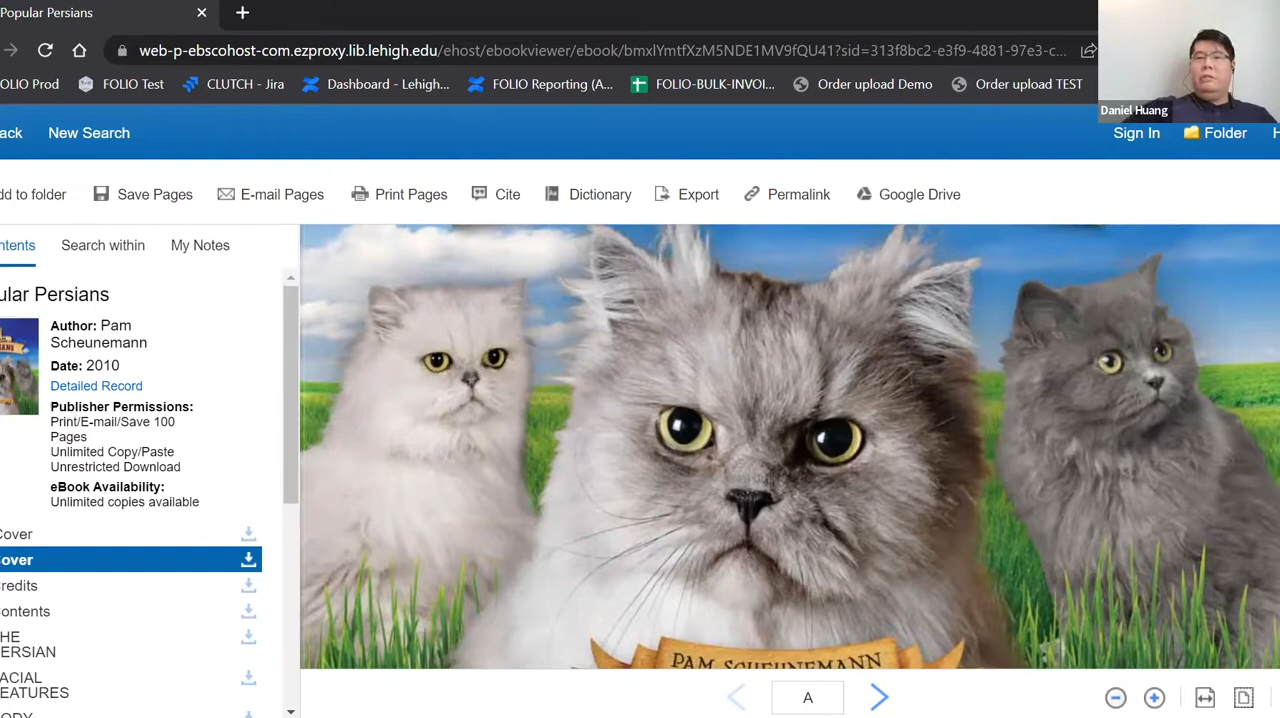 Popular Persians
web-p-ebscohost-com.ezproxy.lib.lehigh.edu/ehost/ebookviewer/ebook/bmxlYmtfXzM5NDE1MV9fQU41?sid=313f8bc2-e3f9-4881-97e3-c...
OLIO Prod FOLIO Test CLUTCH - Jira Dashboard - Lehigh... FOLIO Reporting (A... FOLIO-BULK-INVOI... Order upload Demo Order upload TEST
Daniel Huang
ack New Search Sign In Folder H
dd to folder Save Pages E-mail Pages Print Pages Cite Dictionary Export Permalink Google Drive
ntents Search within My Notes
ular Persians
Author: Pam
Scheunemann
Date: 2010
Detailed Record
Publisher Permissions:
Print/E-mail/Save 100
Pages
Unlimited Copy/Paste
Unrestricted Download
eBook Availability:
Unlimited copies available
Cover
over
redits
ontents
HE
ERSIAN
ACIAL
EATURES
PAM SCHEUNEMANN
A